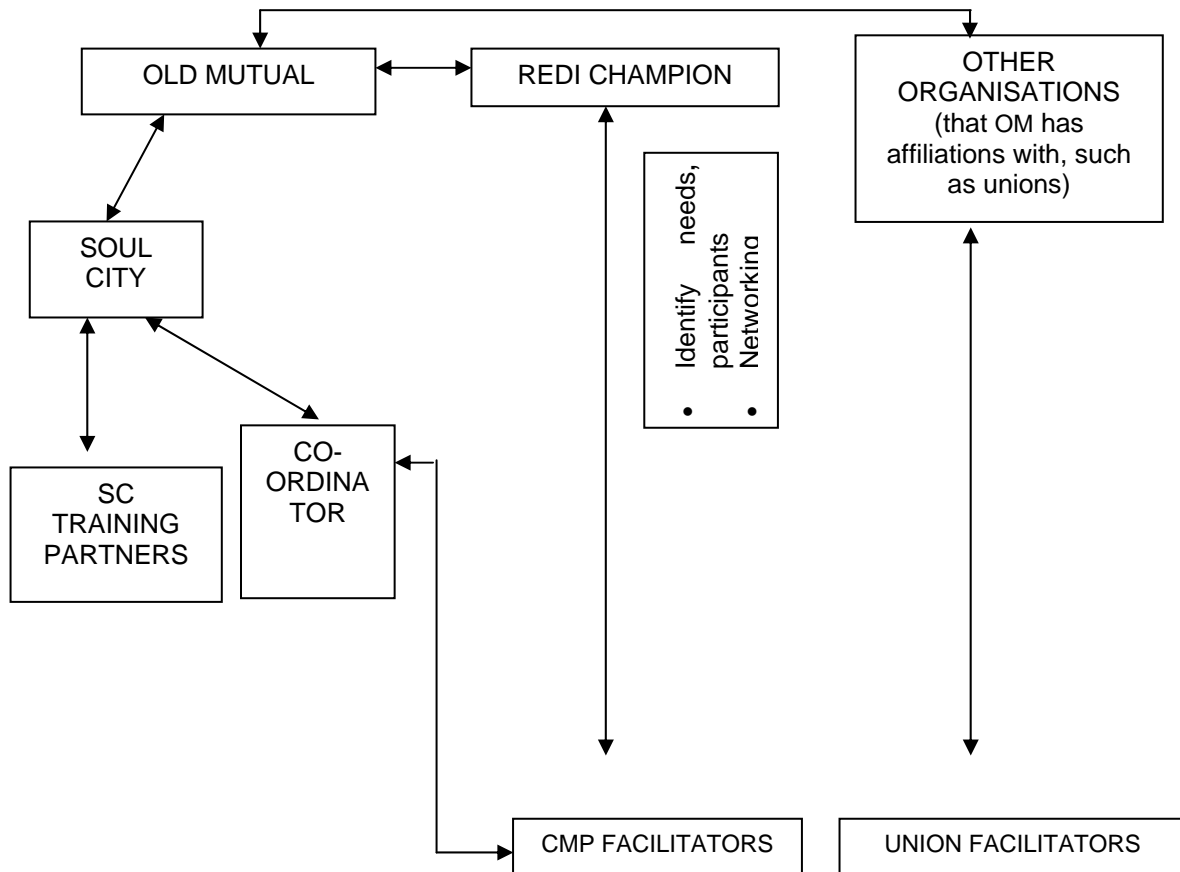 OLD MUTUAL
REDI CHAMPION
OTHER
ORGANISATIONS
(that OM has
affiliations with, such
as unions)
• Identify needs,
participants
• Networking
SOUL
CITY
CO-
ORDINA
TOR
SC
TRAINING
PARTNERS
CMP FACILITATORS
UNION FACILITATORS